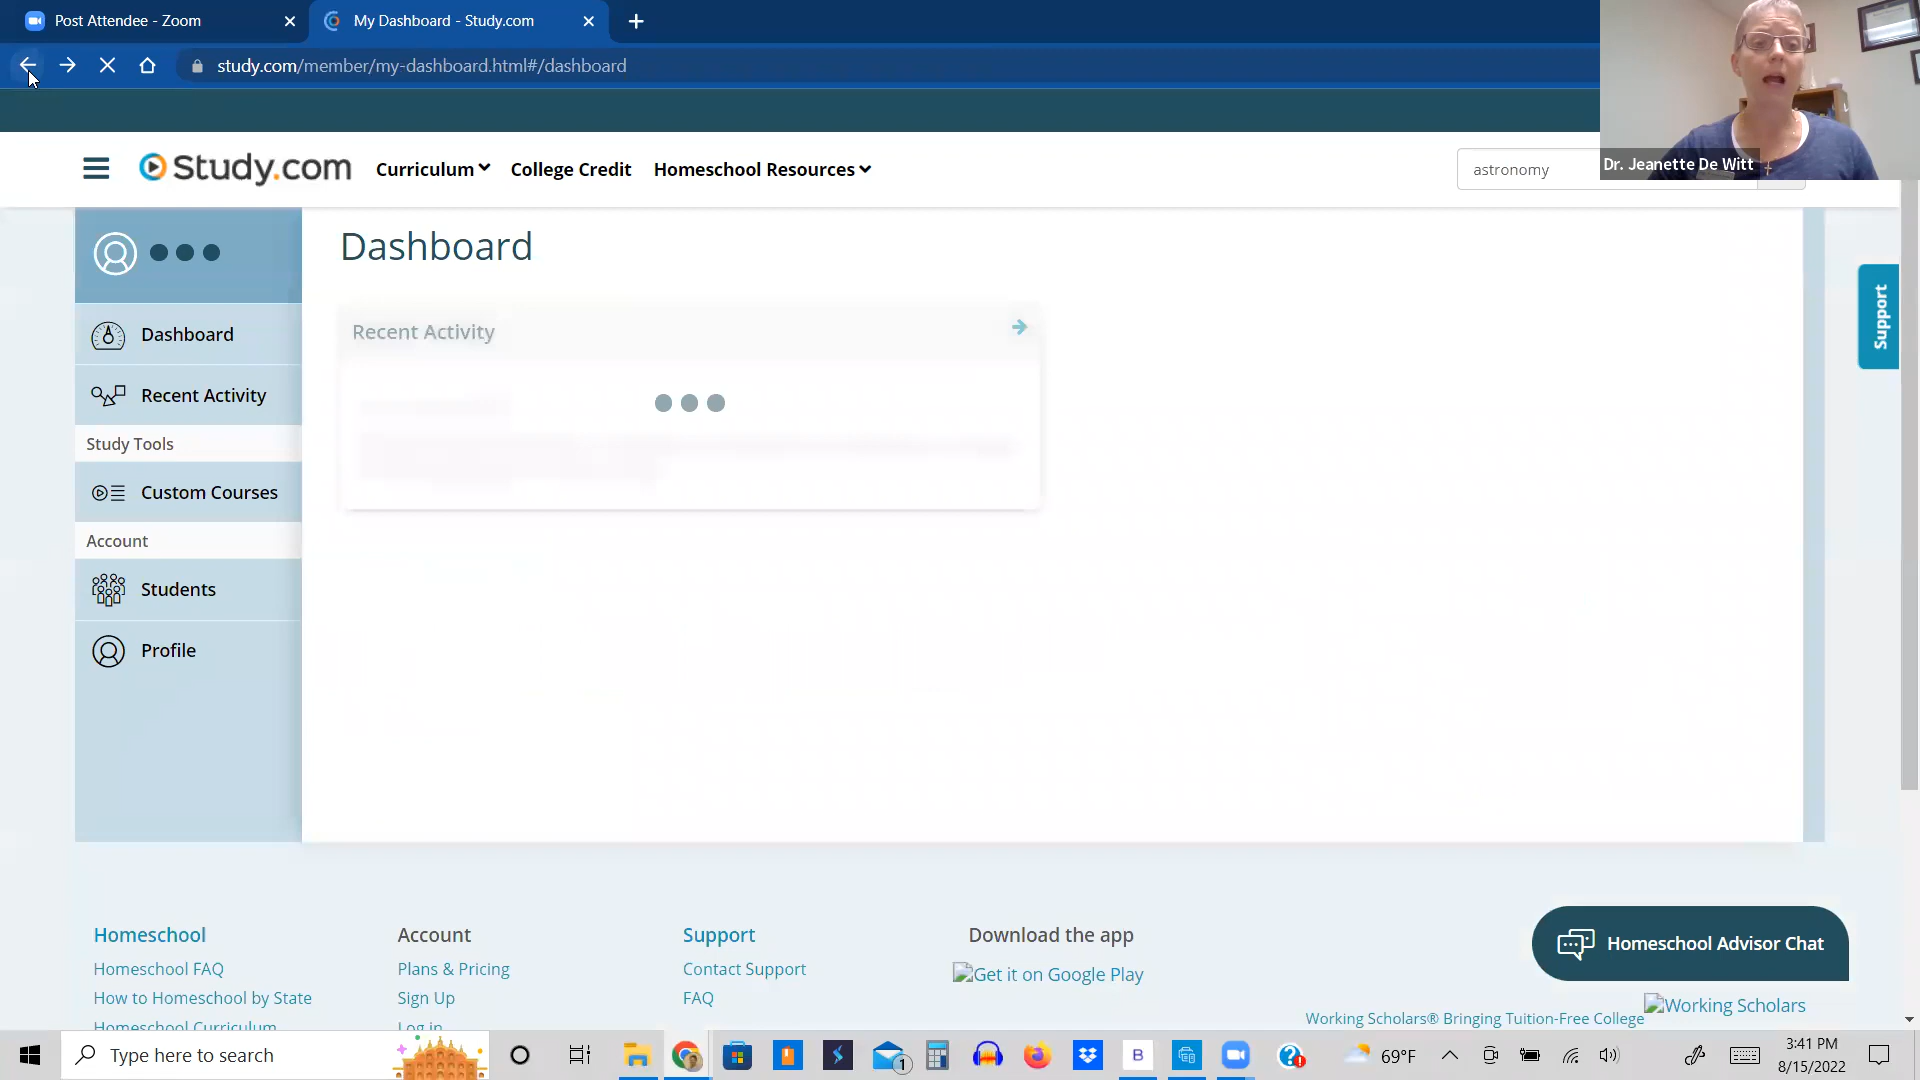 Post Attendee - Zoom
My Dashboard - Study.com
study.com/member/my-dashboard.html#/dashboard
Dr. Jeanette De Witt
Study.com
Curriculum
College Credit
Homeschool Resources
astronomy
Dashboard
Support
Dashboard
Recent Activity
Study Tools
Custom Courses
Account
Students
Profile
Recent Activity
Homeschool
Homeschool FAQ
How to Homeschool by State
Homeschool Curriculum
Account
Plans & Pricing
Sign Up
Log in
Support
Contact Support
FAQ
Download the app
Get it on Google Play
Homeschool Advisor Chat
Working Scholars® Bringing Tuition-Free College
Working Scholars
Type here to search
1
B
69°F
3:41 PM
8/15/2022